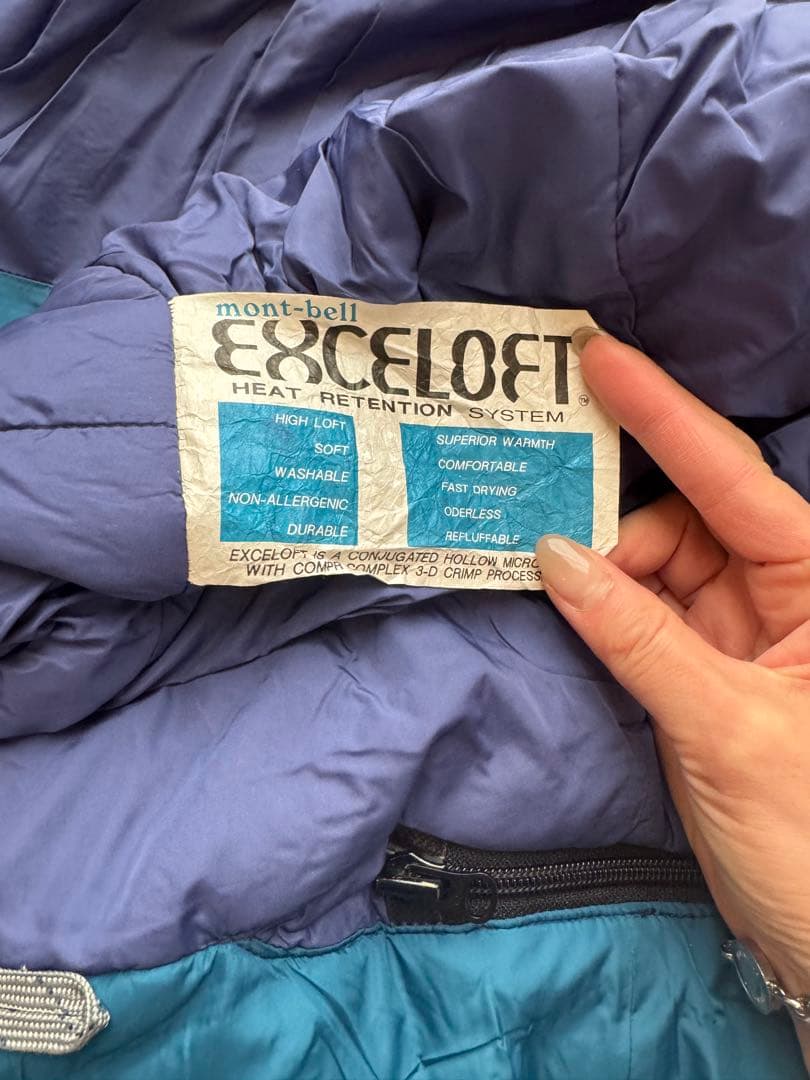 mont-bell
EXCELOFT
HEAT RETENTION SYSTEM TM
HIGH LOFT
SOFT
WASHABLE
NON-ALLERGENIC
DURABLE
SUPERIOR WARMTH
COMFORTABLE
FAST DRYING
ODERLESS
REFLUFFABLE
EXCELOFT IS A CONJUGATED HOLLOW
WITH COMPLEX 3-D CRIMP PROCESS